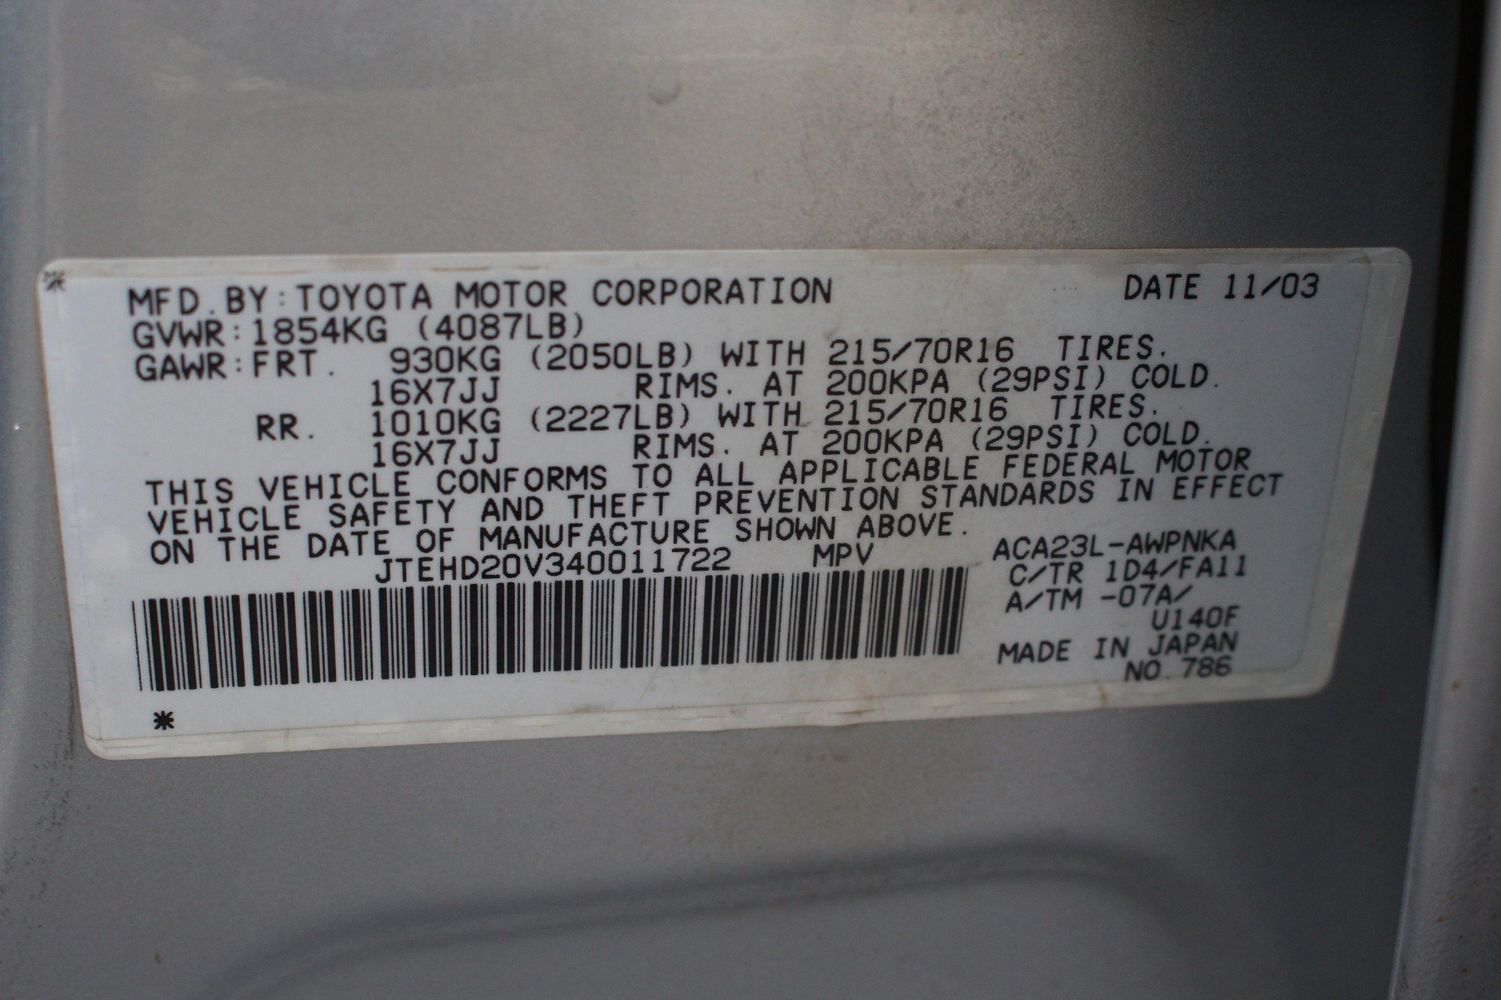 MFD. BY: TOYOTA MOTOR CORPORATION DATE 11/03
GVWR: 1854KG (4087LB)
GAWR: FRT. 930KG (2050LB) WITH 215/70R16 TIRES.
16X7JJ RIMS. AT 200KPA (29PSI) COLD.
RR. 1010KG (2227LB) WITH 215/70R16 TIRES.
16X7JJ RIMS. AT 200KPA (29PSI) COLD.
THIS VEHICLE CONFORMS TO ALL APPLICABLE FEDERAL MOTOR
VEHICLE SAFETY AND THEFT PREVENTION STANDARDS IN EFFECT
ON THE DATE OF MANUFACTURE SHOWN ABOVE.
JTEHD20V340011722 MPV
ACA23L-AWPNKA
C/TR 1D4/FA11
A/TM -07A/
U140F
MADE IN JAPAN
NO. 786